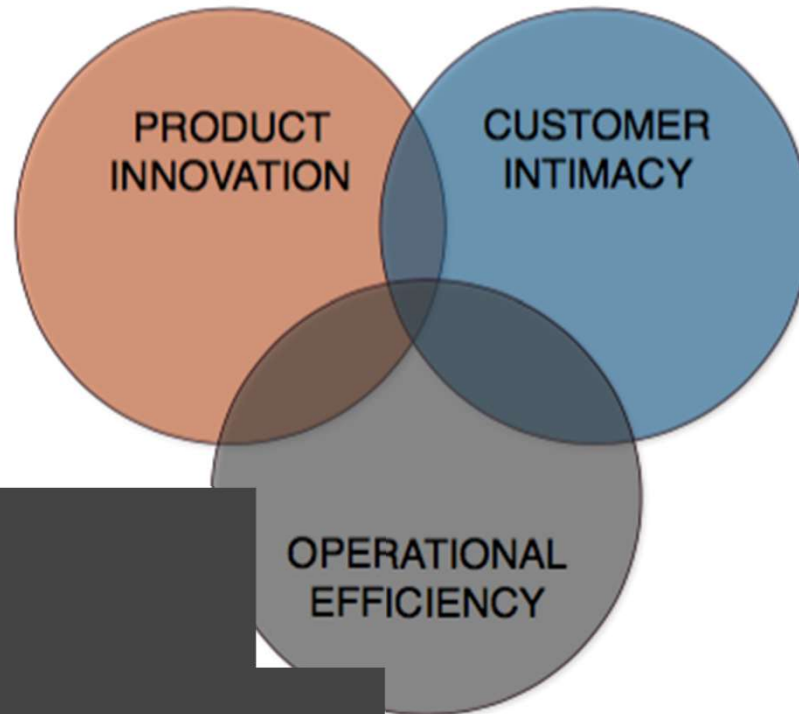 PRODUCT
INNOVATION
CUSTOMER
INTIMACY
OPERATIONAL
EFFICIENCY